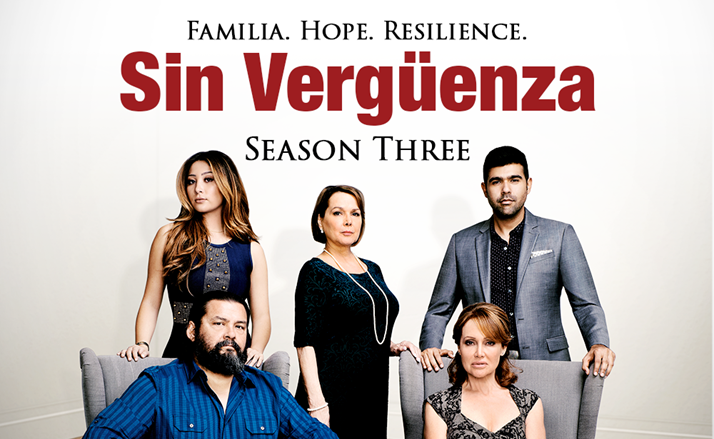 Familia. Hope. Resilience.
Sin Vergüenza
Season Three